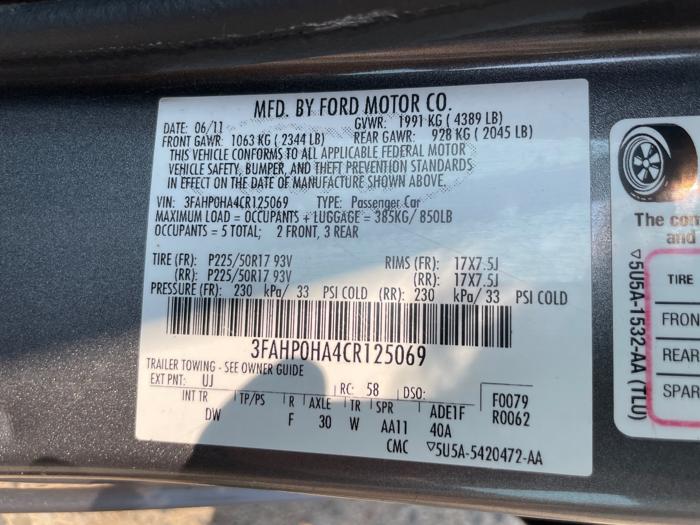 MFD. BY FORD MOTOR CO.
DATE: 06/11 GVWR: 1991 KG ( 4389 LB)
FRONT GAWR: 1063 KG ( 2344 LB) REAR GAWR: 928 KG ( 2045 LB)
THIS VEHICLE CONFORMS TO ALL APPLICABLE FEDERAL MOTOR
VEHICLE SAFETY, BUMPER, AND THEFT PREVENTION STANDARDS
IN EFFECT ON THE DATE OF MANUFACTURE SHOWN ABOVE.
VIN: 3FAHP0HA4CR125069 TYPE: Passenger Car
MAXIMUM LOAD = OCCUPANTS + LUGGAGE = 385KG/ 850LB
OCCUPANTS = 5 TOTAL; 2 FRONT, 3 REAR
TIRE (FR): P225/50R17 93V RIMS (FR): 17X7.5J
(RR): P225/50R17 93V (RR): 17X7.5J
PRESSURE (FR): 230 kPa/ 33 PSI COLD (RR): 230 kPa/ 33 PSI COLD
3FAHP0HA4CR125069
TRAILER TOWING - SEE OWNER GUIDE
EXT PNT: UJ RC: 58 DSO: F0079
INT TR TP/PS R AXLE TR SPR ADE1F R0062
DW F 30 W AA11 40A
CMC ▽5U5A-5420472-AA
The com
and
TIRE
FRON
REAR
SPAR
▽5U5A-1532-AA (TLU)